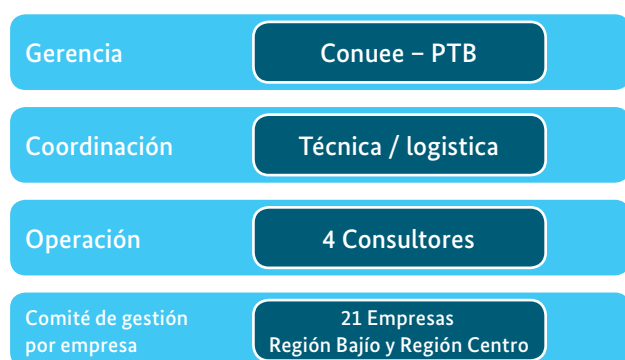 Gerencia
Conuee – PTB
Coordinación
Técnica / logistica
Operación
4 Consultores
Comité de gestión
por empresa
21 Empresas
Región Bajío y Región Centro